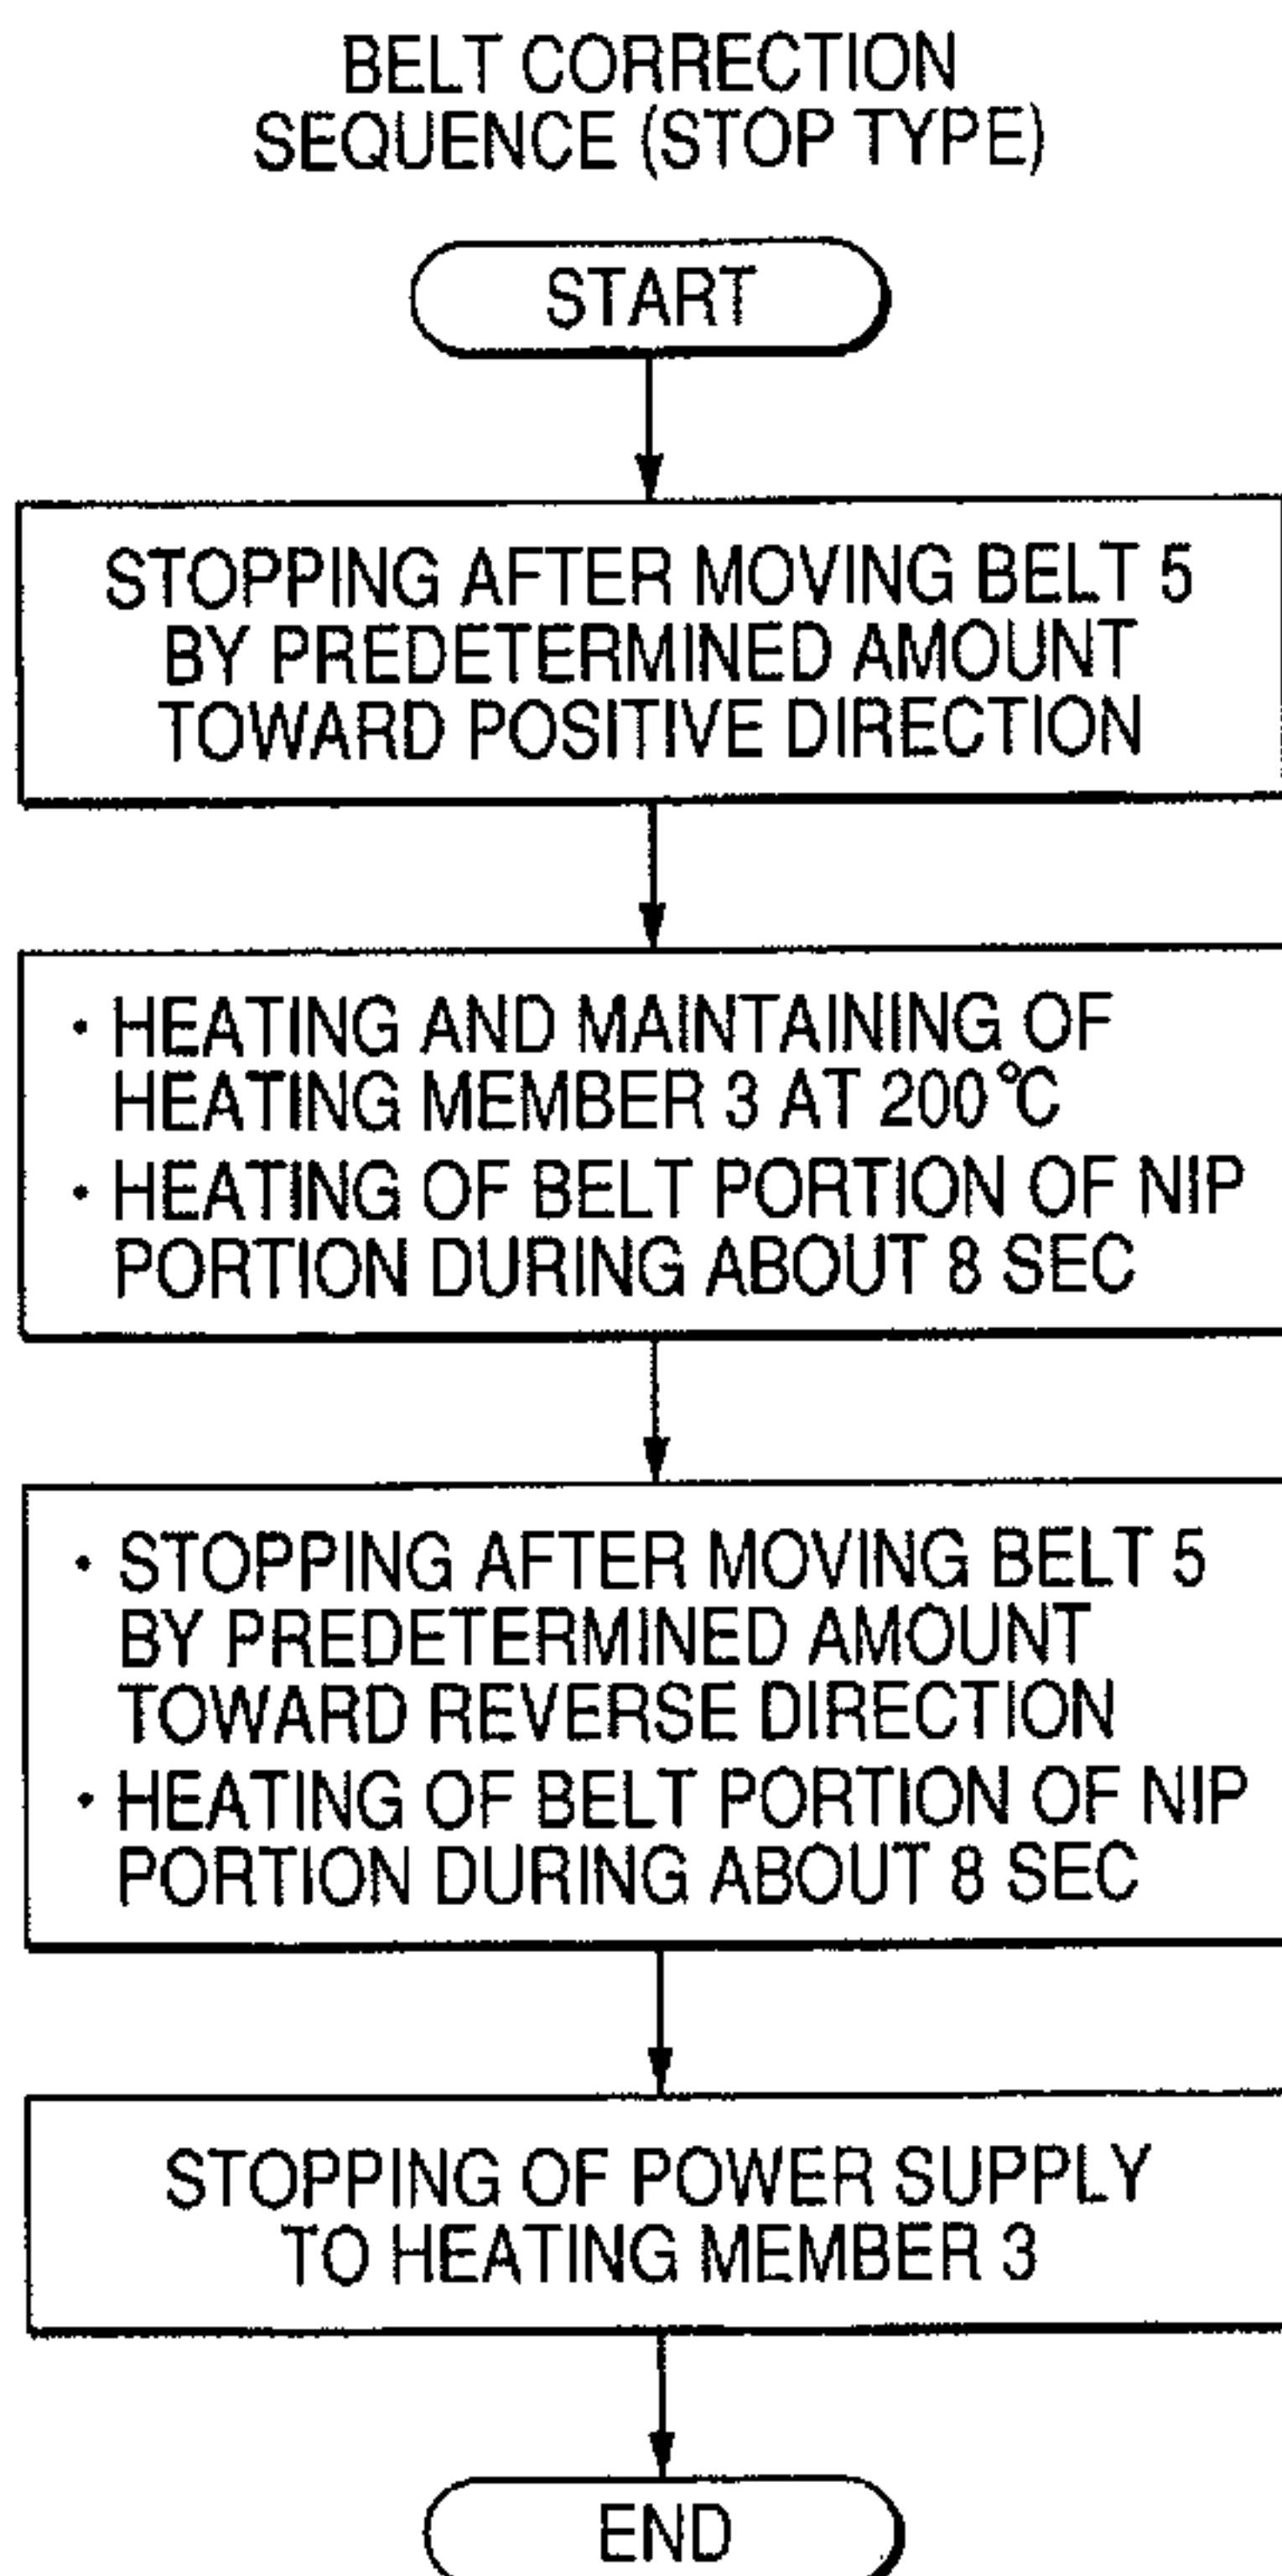 BELT CORRECTION
SEQUENCE (STOP TYPE)
START
STOPPING AFTER MOVING BELT 5
BY PREDETERMINED AMOUNT
TOWARD POSITIVE DIRECTION
· HEATING AND MAINTAINING OF
HEATING MEMBER 3 AT 200°C
· HEATING OF BELT PORTION OF NIP
PORTION DURING ABOUT 8 SEC
· STOPPING AFTER MOVING BELT 5
BY PREDETERMINED AMOUNT
TOWARD REVERSE DIRECTION
· HEATING OF BELT PORTION OF NIP
PORTION DURING ABOUT 8 SEC
STOPPING OF POWER SUPPLY
TO HEATING MEMBER 3
END